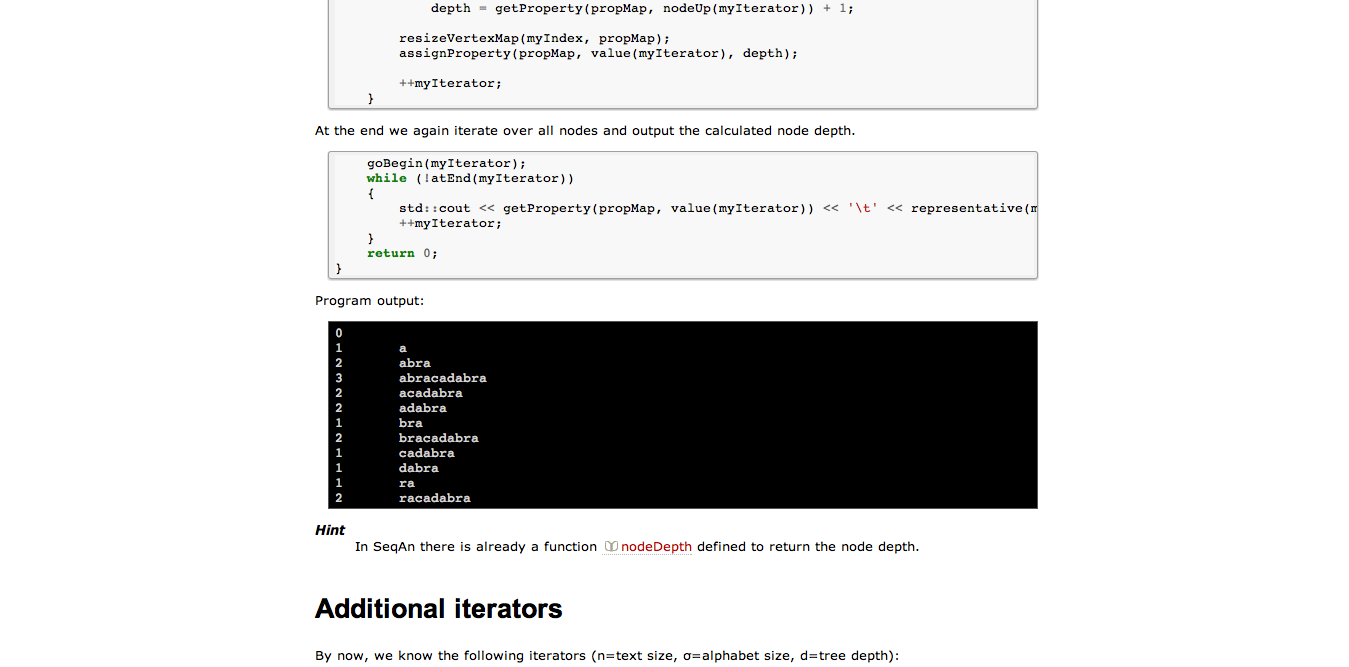 depth = getProperty(propMap, nodeUp(myIterator)) + 1;
resizeVertexMap(myIndex, propMap);
assignProperty(propMap, value(myIterator), depth);
++myIterator;
}
At the end we again iterate over all nodes and output the calculated node depth.
goBegin(myIterator);
while (!atEnd(myIterator))
{
std::cout << getProperty(propMap, value(myIterator)) << '\t' << representative(m
++myIterator;
}
return 0;
}
Program output:
0
1 a
2 abra
3 abracadabra
2 acadabra
2 adabra
1 bra
2 bracadabra
1 cadabra
1 dabra
1 ra
2 racadabra
Hint
In SeqAn there is already a function nodeDepth defined to return the node depth.
Additional iterators
By now, we know the following iterators (n=text size, σ=alphabet size, d=tree depth):